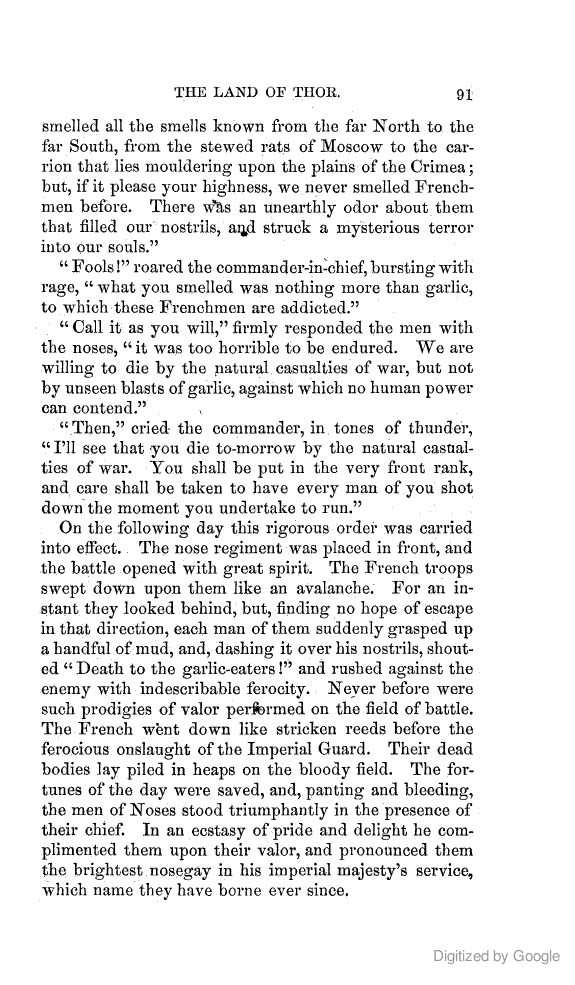 THE LAND OF THOR. 91
smelled all the smells known from the far North to the
far South, from the stewed rats of Moscow to the car-
rion that lies mouldering upon the plains of the Crimea;
but, if it please your highness, we never smelled French-
men before. There was an unearthly odor about them
that filled our nostrils, and struck a mysterious terror
into our souls.”
“Fools!” roared the commander-in-chief, bursting with
rage, “what you smelled was nothing more than garlic,
to which these Frenchmen are addicted.”
“Call it as you will,” firmly responded the men with
the noses, “it was too horrible to be endured. We are
willing to die by the natural casualties of war, but not
by unseen blasts of garlic, against which no human power
can contend.”
“Then,” cried the commander, in tones of thunder,
“I’ll see that you die to-morrow by the natural casual-
ties of war. You shall be put in the very front rank,
and care shall be taken to have every man of you shot
down the moment you undertake to run.”
On the following day this rigorous order was carried
into effect. The nose regiment was placed in front, and
the battle opened with great spirit. The French troops
swept down upon them like an avalanche. For an in-
stant they looked behind, but, finding no hope of escape
in that direction, each man of them suddenly grasped up
a handful of mud, and, dashing it over his nostrils, shout-
ed “Death to the garlic-eaters!” and rushed against the
enemy with indescribable ferocity. Never before were
such prodigies of valor performed on the field of battle.
The French went down like stricken reeds before the
ferocious onslaught of the Imperial Guard. Their dead
bodies lay piled in heaps on the bloody field. The for-
tunes of the day were saved, and, panting and bleeding,
the men of Noses stood triumphantly in the presence of
their chief. In an ecstasy of pride and delight he com-
plimented them upon their valor, and pronounced them
the brightest nosegay in his imperial majesty’s service,
which name they have borne ever since.
Digitized by Google